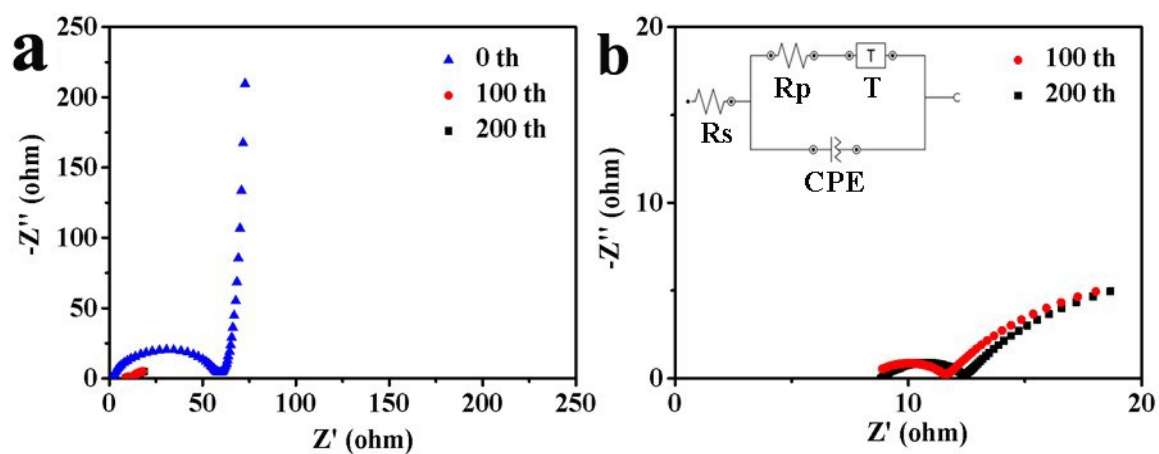 a
250
200
150
100
50
0
-Z'' (ohm)
0 th
100 th
200 th
0 50 100 150 200 250
Z' (ohm)
b
20
10
0
-Z'' (ohm)
Rs
Rp
T
T
CPE
100 th
200 th
0 10 20
Z' (ohm)